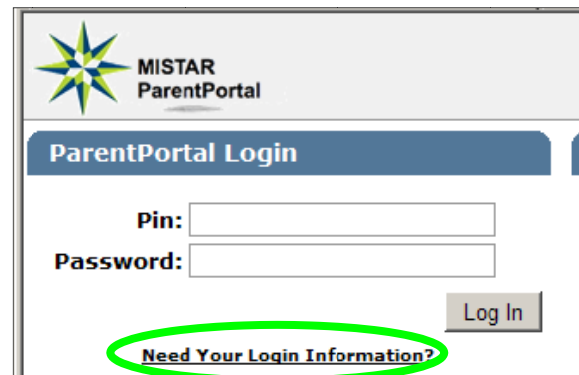 MISTAR
ParentPortal
ParentPortal Login
Pin:
Password:
Log In
Need Your Login Information?